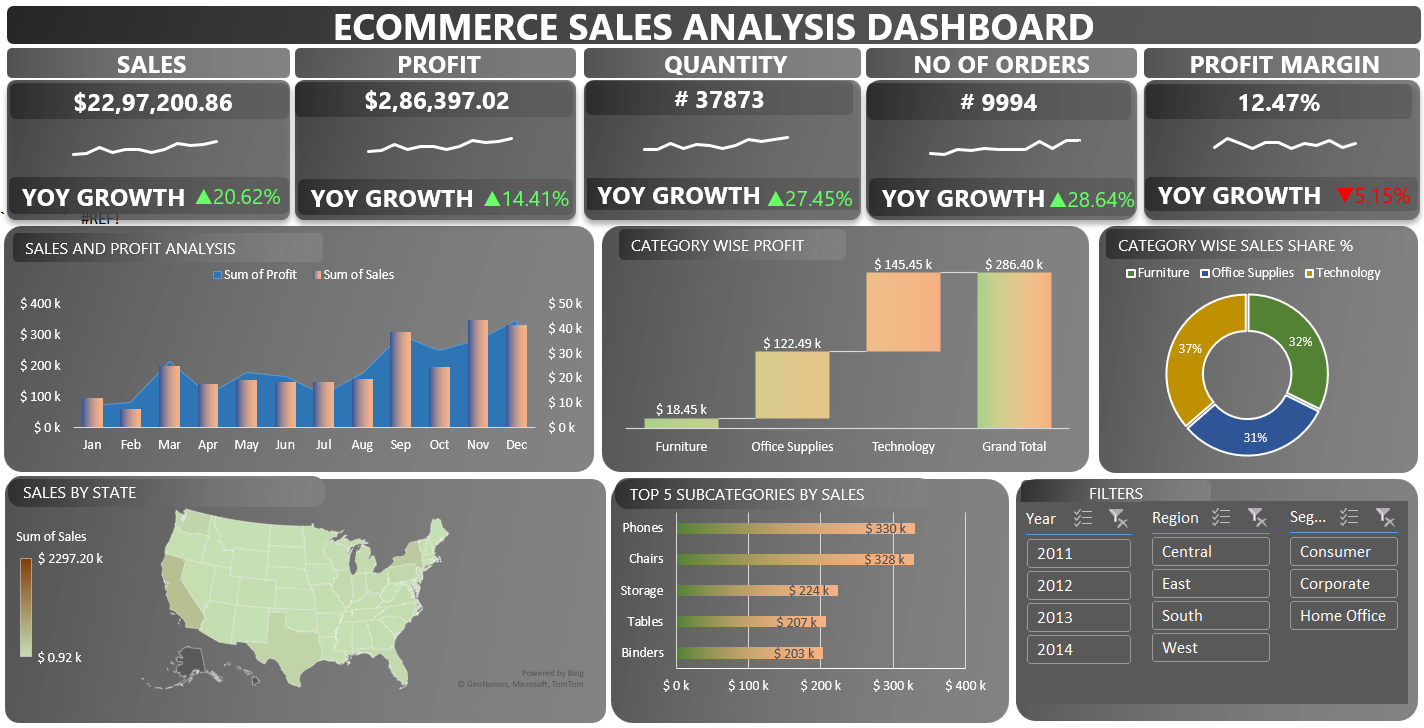 ECOMMERCE SALES ANALYSIS DASHBOARD
SALES
$22,97,200.86
YOY GROWTH ▲20.62%
PROFIT
$2,86,397.02
YOY GROWTH ▲14.41%
QUANTITY
# 37873
YOY GROWTH ▲27.45%
NO OF ORDERS
# 9994
YOY GROWTH ▲28.64%
PROFIT MARGIN
12.47%
YOY GROWTH ▼5.15%
#REF!
SALES AND PROFIT ANALYSIS
Sum of Profit Sum of Sales
$ 400 k
$ 300 k
$ 200 k
$ 100 k
$ 0 k
$ 50 k
$ 40 k
$ 30 k
$ 20 k
$ 10 k
$ 0 k
Jan Feb Mar Apr May Jun Jul Aug Sep Oct Nov Dec
CATEGORY WISE PROFIT
$ 18.45 k
$ 122.49 k
$ 145.45 k
$ 286.40 k
Furniture Office Supplies Technology Grand Total
CATEGORY WISE SALES SHARE %
Furniture Office Supplies Technology
37%
32%
31%
SALES BY STATE
Sum of Sales
$ 2297.20 k
$ 0.92 k
Powered by Bing
© GeoNames, Microsoft, TomTom
TOP 5 SUBCATEGORIES BY SALES
Phones $ 330 k
Chairs $ 328 k
Storage $ 224 k
Tables $ 207 k
Binders $ 203 k
$ 0 k $ 100 k $ 200 k $ 300 k $ 400 k
FILTERS
Year
2011
2012
2013
2014
Region
Central
East
South
West
Seg...
Consumer
Corporate
Home Office